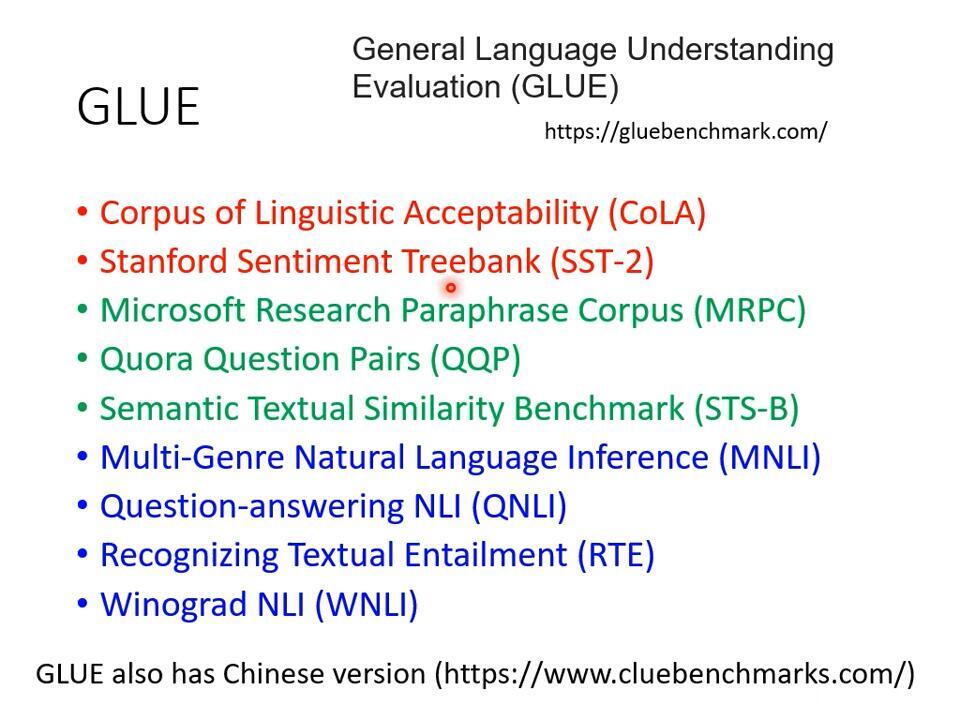 General Language Understanding
Evaluation (GLUE)
GLUE
https://gluebenchmark.com/
• Corpus of Linguistic Acceptability (CoLA)
• Stanford Sentiment Treebank (SST-2)
• Microsoft Research Paraphrase Corpus (MRPC)
• Quora Question Pairs (QQP)
• Semantic Textual Similarity Benchmark (STS-B)
• Multi-Genre Natural Language Inference (MNLI)
• Question-answering NLI (QNLI)
• Recognizing Textual Entailment (RTE)
• Winograd NLI (WNLI)
GLUE also has Chinese version (https://www.cluebenchmarks.com/)